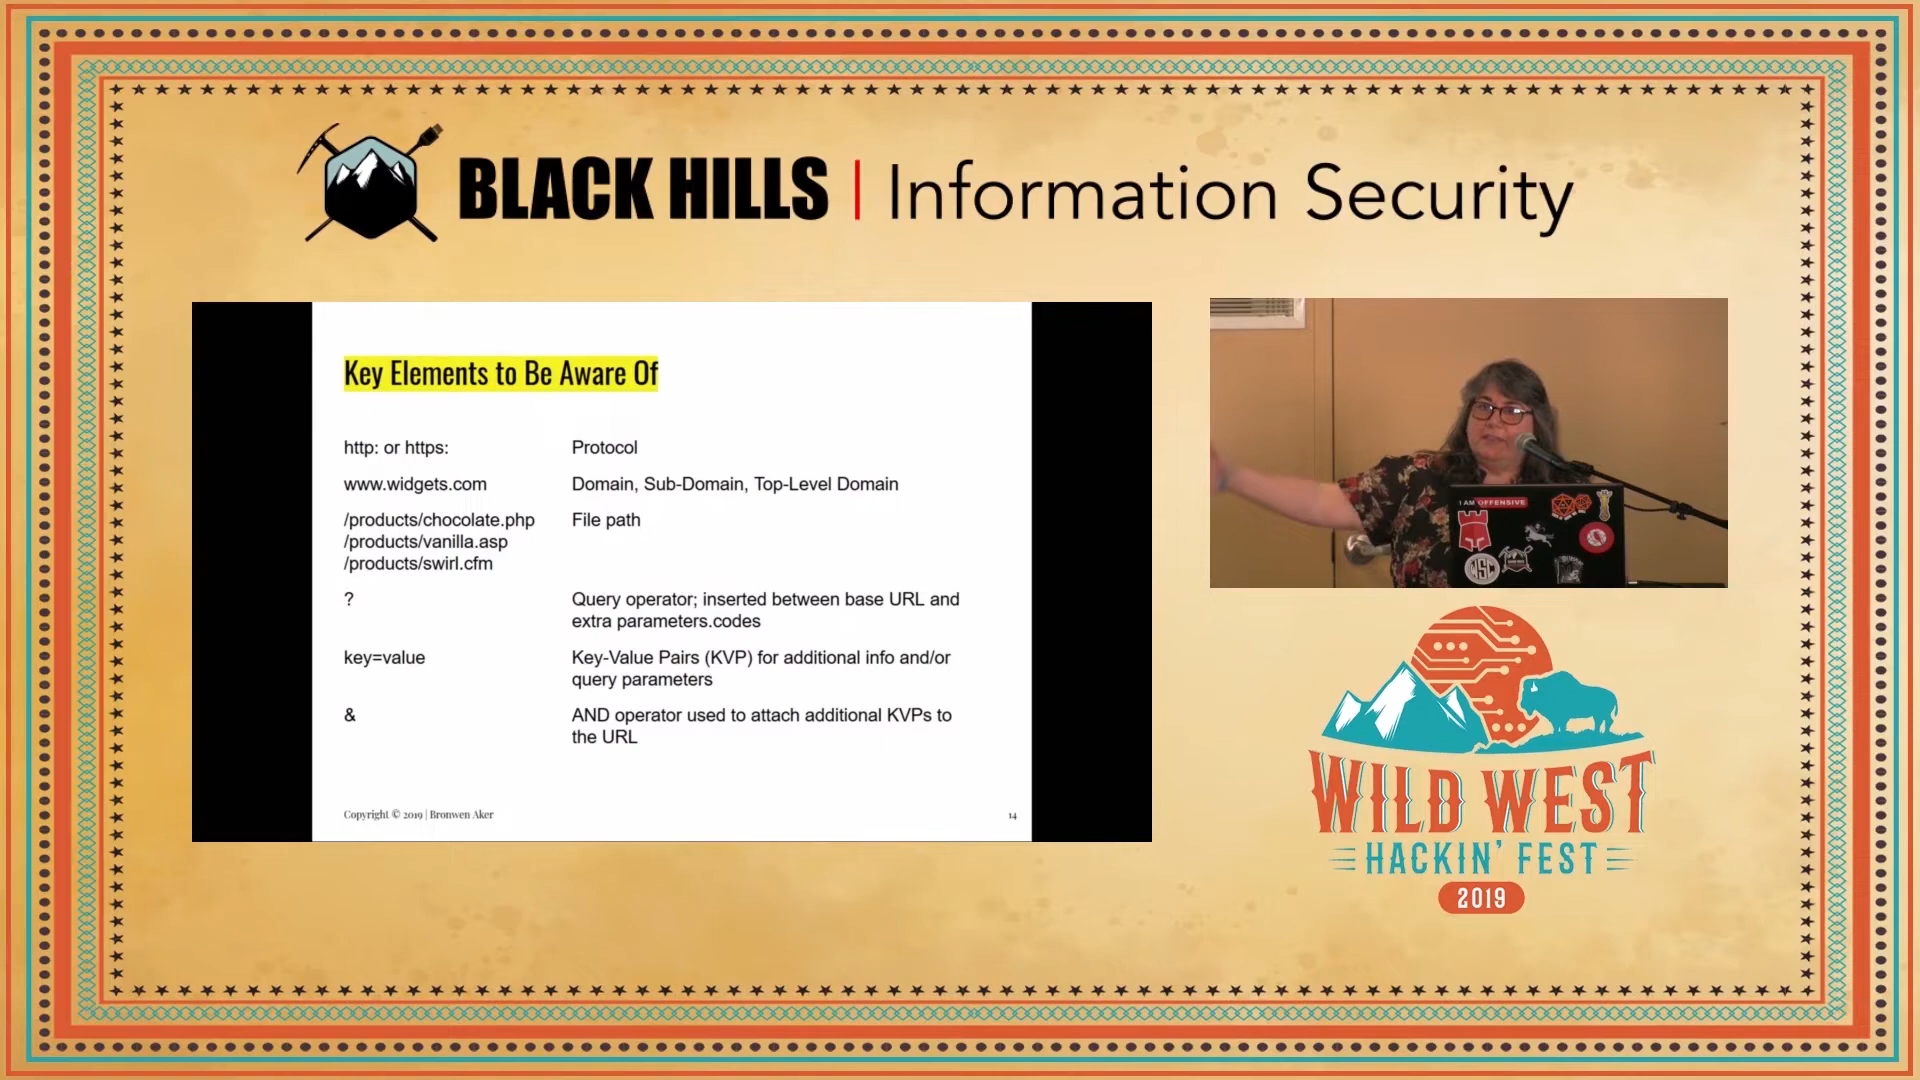 BLACK HILLS | Information Security
Key Elements to Be Aware Of
http: or https: Protocol
www.widgets.com Domain, Sub-Domain, Top-Level Domain
/products/chocolate.php File path
/products/vanilla.asp
/products/swirl.cfm
? Query operator; inserted between base URL and
extra parameters.codes
key=value Key-Value Pairs (KVP) for additional info and/or
query parameters
& AND operator used to attach additional KVPs to
the URL
Copyright © 2019 | Bronwen Aker
14
I AM OFFENSIVE
WSC
WILD WEST
HACKIN' FEST
2019